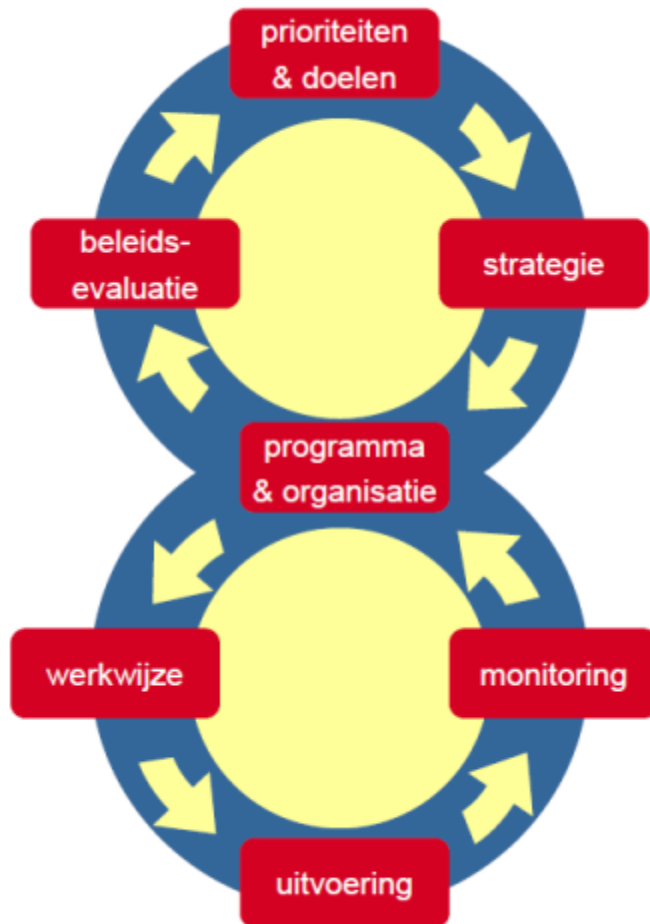 prioriteiten
& doelen
beleids-
evaluatie
strategie
programma
& organisatie
werkwijze
monitoring
uitvoering